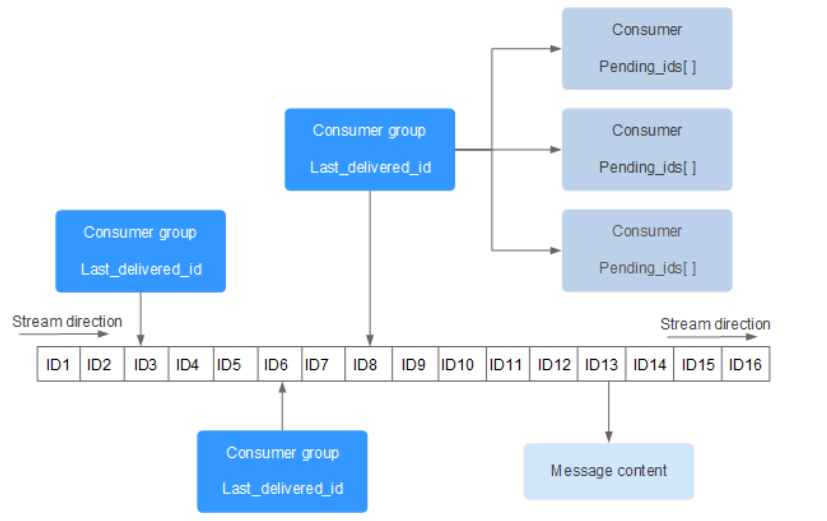 Consumer
Pending_ids[ ]
Consumer group
Last_delivered_id
Consumer
Pending_ids[ ]
Consumer group
Last_delivered_id
Consumer
Pending_ids[ ]
Stream direction
Stream direction
ID1 ID2 ID3 ID4 ID5 ID6 ID7 ID8 ID9 ID10 ID11 ID12 ID13 ID14 ID15 ID16
Consumer group
Last_delivered_id
Message content